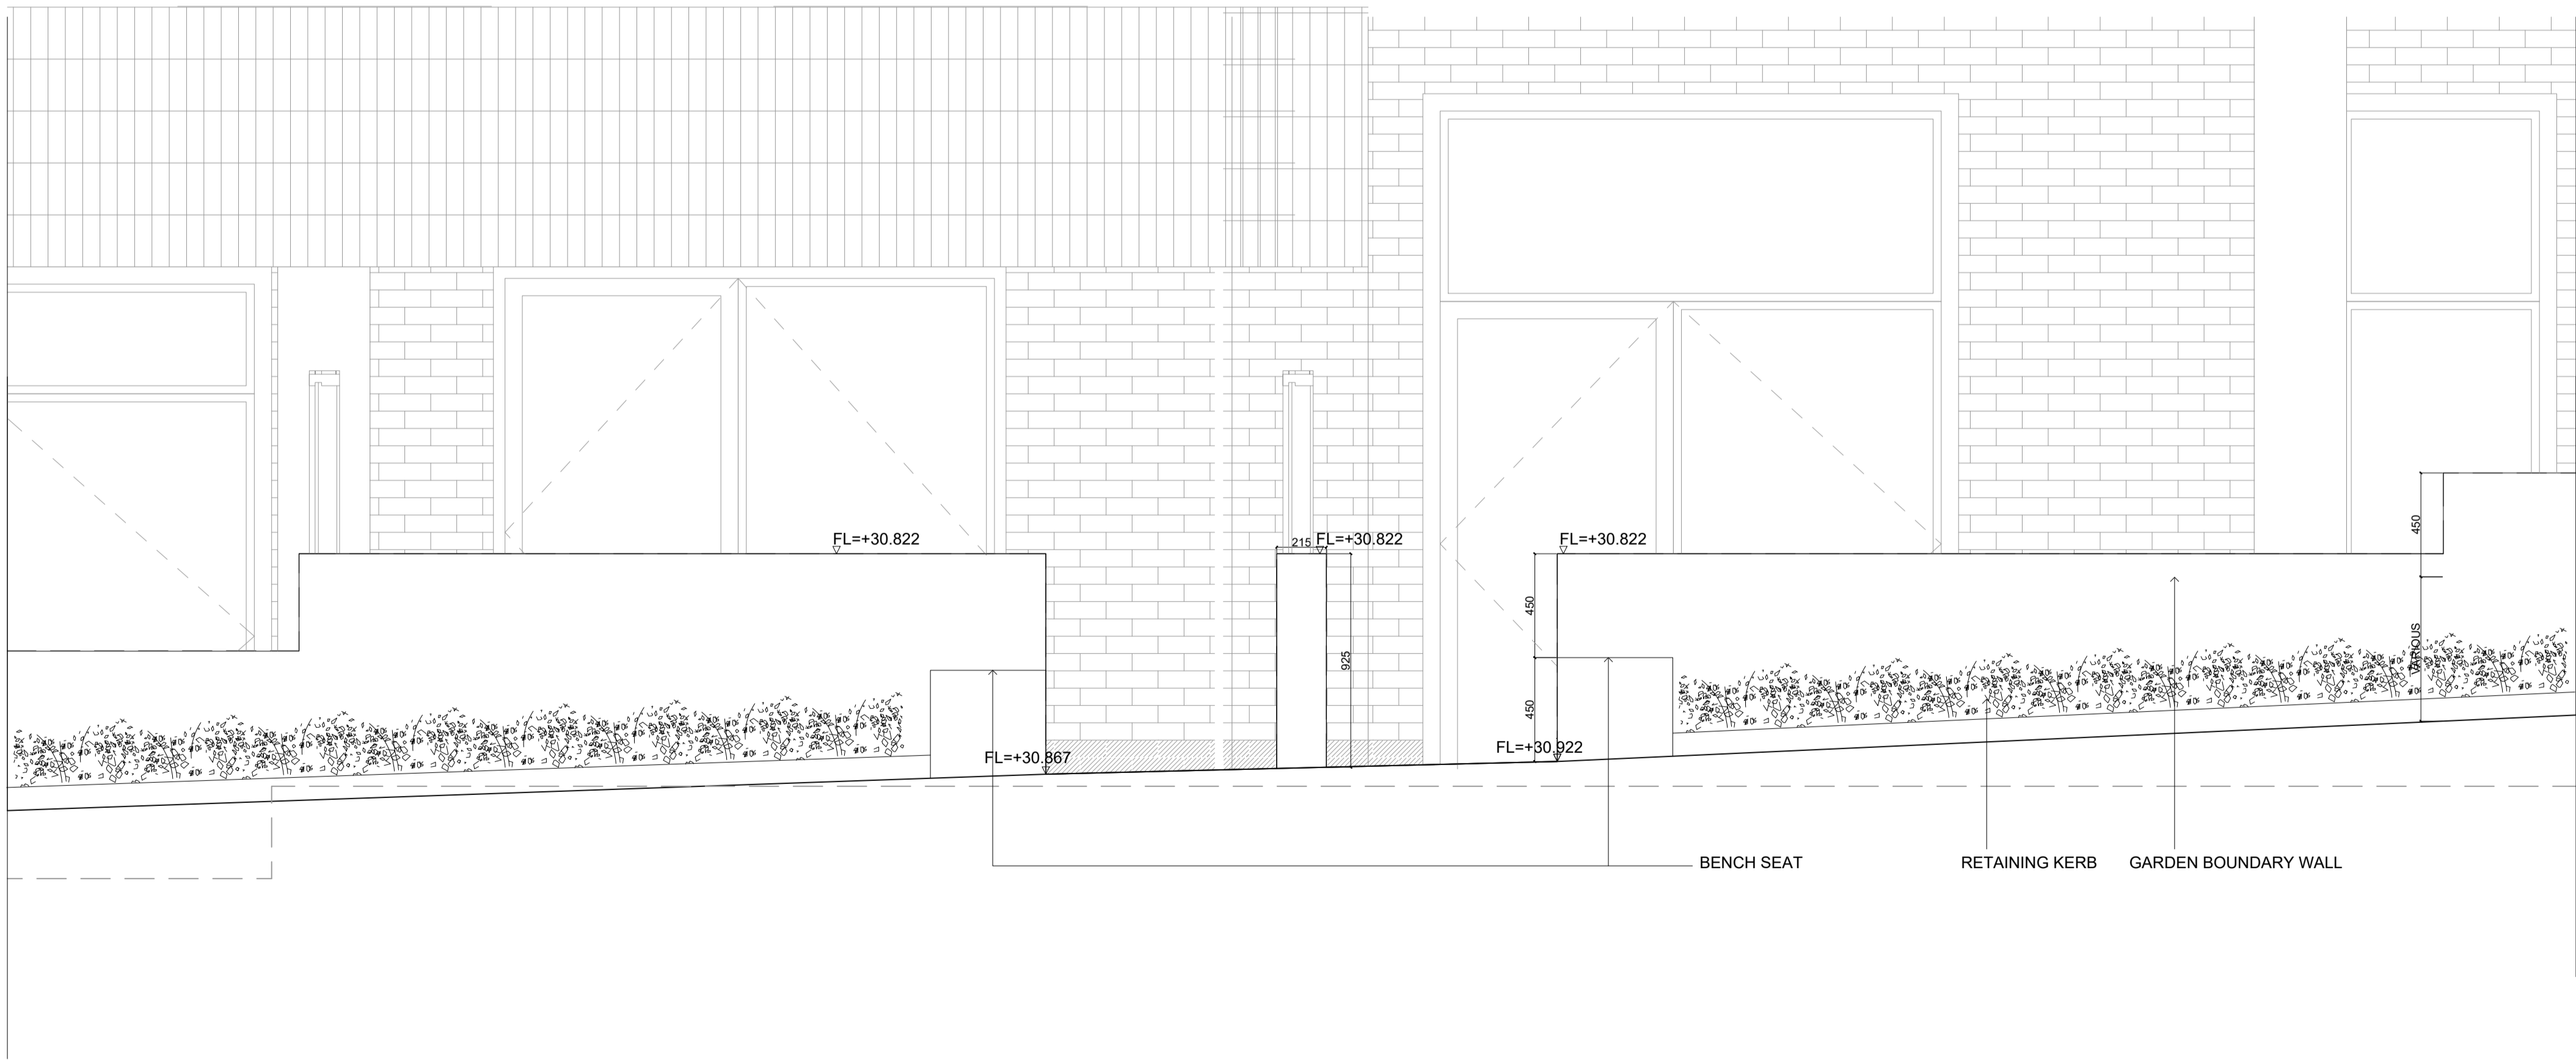 FL=+30.822
215
FL=+30.822
FL=+30.822
450
450
925
VARIOUS
450
FL=+30.867
FL=+30.922
BENCH SEAT
RETAINING KERB
GARDEN BOUNDARY WALL